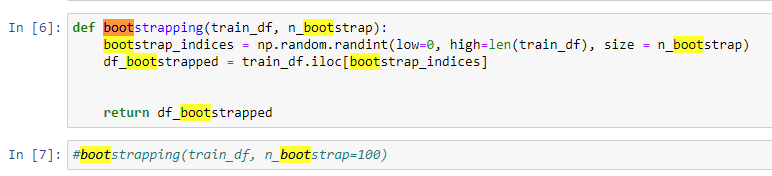 In [6]: def bootstrapping(train_df, n_bootstrap):
bootstrap_indices = np.random.randint(low=0, high=len(train_df), size = n_bootstrap)
df_bootstrapped = train_df.iloc[bootstrap_indices]
return df_bootstrapped
In [7]: #bootstrapping(train_df, n_bootstrap=100)